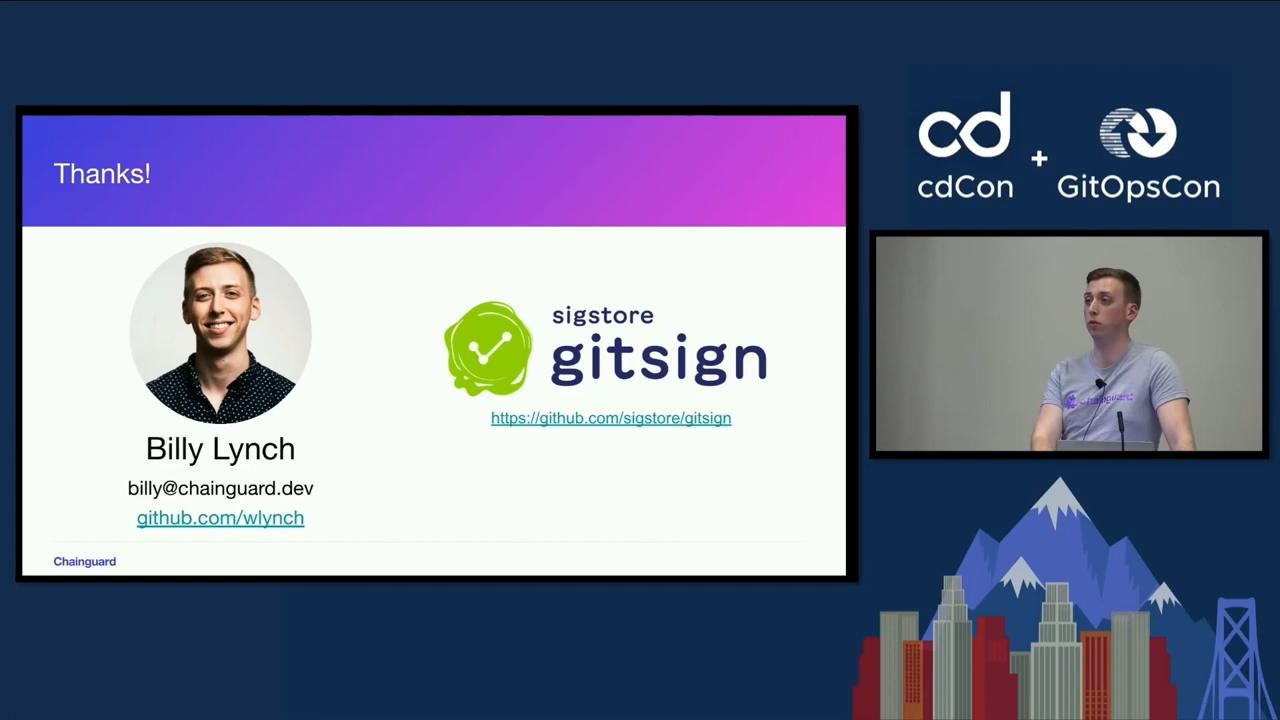 Thanks!
Billy Lynch
billy@chainguard.dev
github.com/wlynch
Chainguard
sigstore
gitsign
https://github.com/sigstore/gitsign
cd
cdCon
+
GitOpsCon
Chainguard